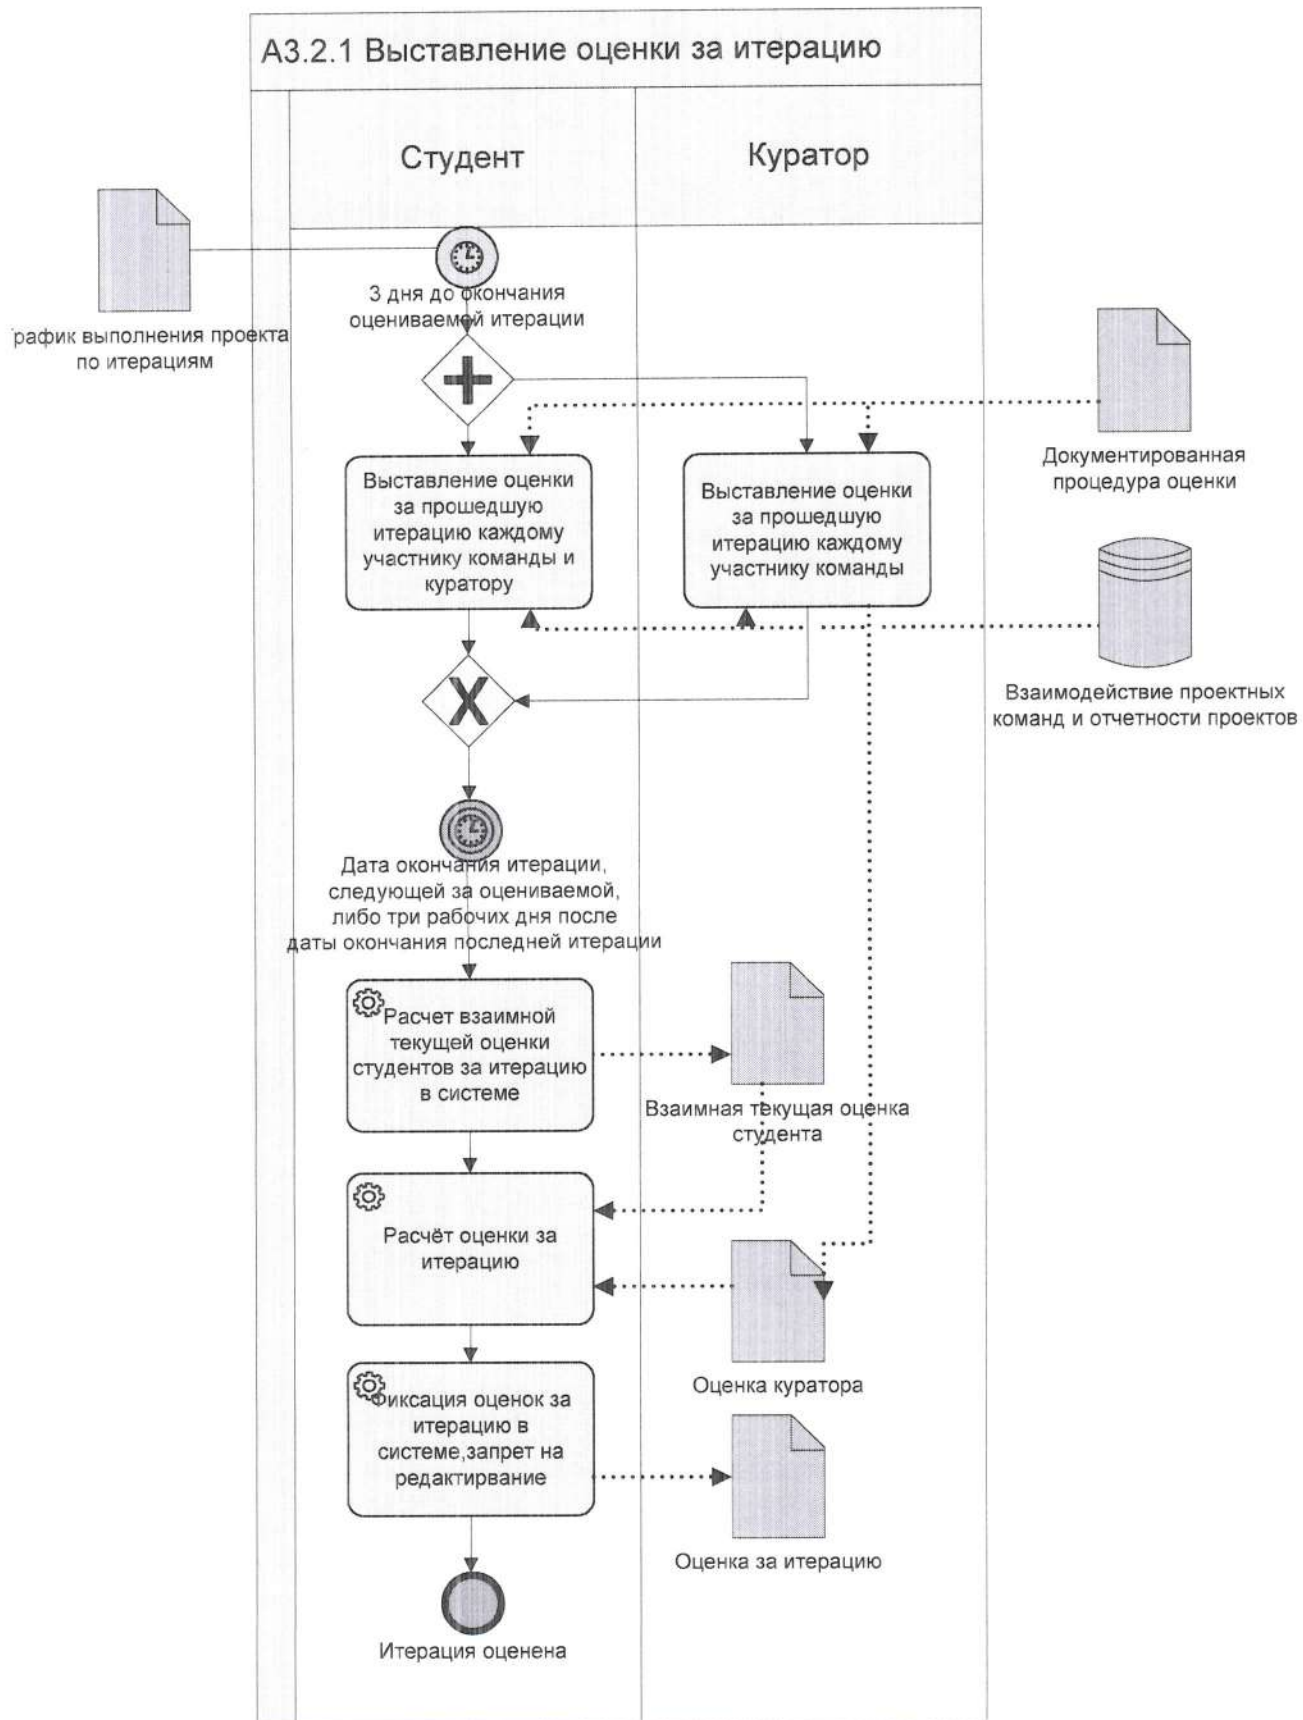 А3.2.1 Выставление оценки за итерацию
Студент
Куратор
рафик выполнения проекта
по итерациям
3 дня до окончания
оцениваемой итерации
Документированная
процедура оценки
Выставление оценки
за прошедшую
итерацию каждому
участнику команды и
куратору
Выставление оценки
за прошедшую
итерацию каждому
участнику команды
Взаимодействие проектных
команд и отчетности проектов
Дата окончания итерации,
следующей за оцениваемой,
либо три рабочих дня после
даты окончания последней итерации
Расчет взаимной
текущей оценки
студентов за итерацию
в системе
Взаимная текущая оценка
студента
Расчёт оценки за
итерацию
Оценка куратора
Фиксация оценок за
итерацию в
системе,запрет на
редактирвание
Оценка за итерацию
Итерация оценена